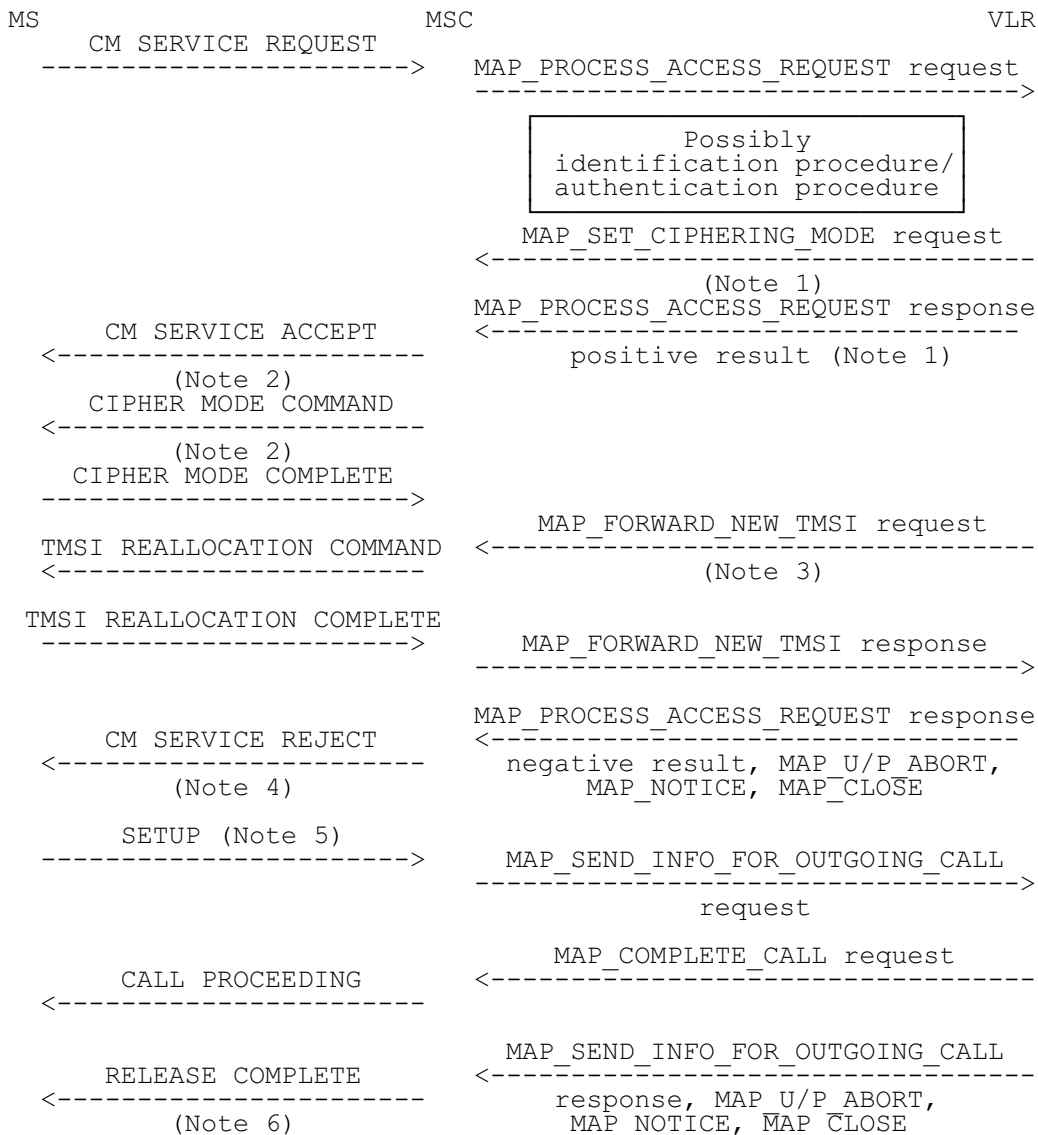 MS MSC VLR
CM SERVICE REQUEST
MAP_PROCESS_ACCESS_REQUEST request
Possibly
identification procedure/
authentication procedure
MAP_SET_CIPHERING_MODE request
(Note 1)
MAP_PROCESS_ACCESS_REQUEST response
CM SERVICE ACCEPT
positive result (Note 1)
(Note 2)
CIPHER MODE COMMAND
(Note 2)
CIPHER MODE COMPLETE
MAP_FORWARD_NEW_TMSI request
TMSI REALLOCATION COMMAND
(Note 3)
TMSI REALLOCATION COMPLETE
MAP_FORWARD_NEW_TMSI response
MAP_PROCESS_ACCESS_REQUEST response
CM SERVICE REJECT
negative result, MAP_U/P_ABORT,
(Note 4) MAP_NOTICE, MAP_CLOSE
SETUP (Note 5)
MAP_SEND_INFO_FOR_OUTGOING_CALL
request
MAP_COMPLETE_CALL request
CALL PROCEEDING
MAP_SEND_INFO_FOR_OUTGOING_CALL
RELEASE COMPLETE
response, MAP_U/P_ABORT,
(Note 6) MAP_NOTICE, MAP_CLOSE